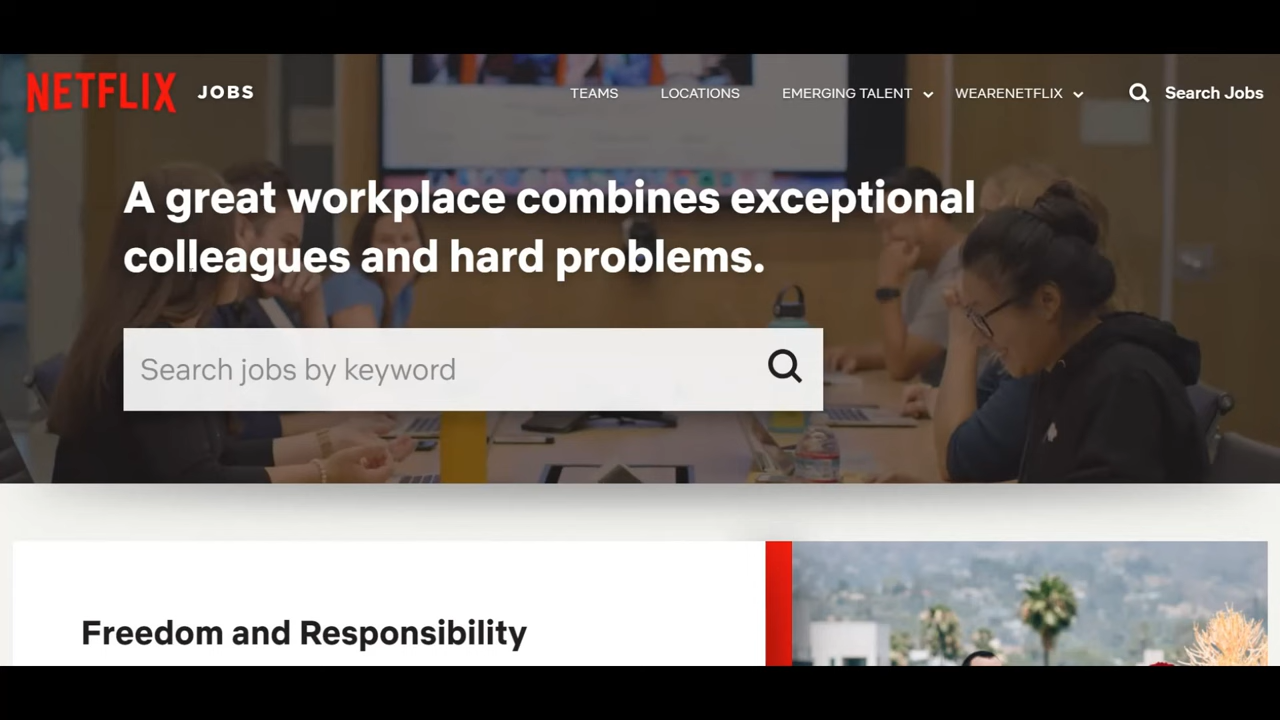 NETFLIX JOBS TEAMS LOCATIONS EMERGING TALENT WEARENETFLIX Search Jobs
A great workplace combines exceptional
colleagues and hard problems.
Search jobs by keyword
Freedom and Responsibility